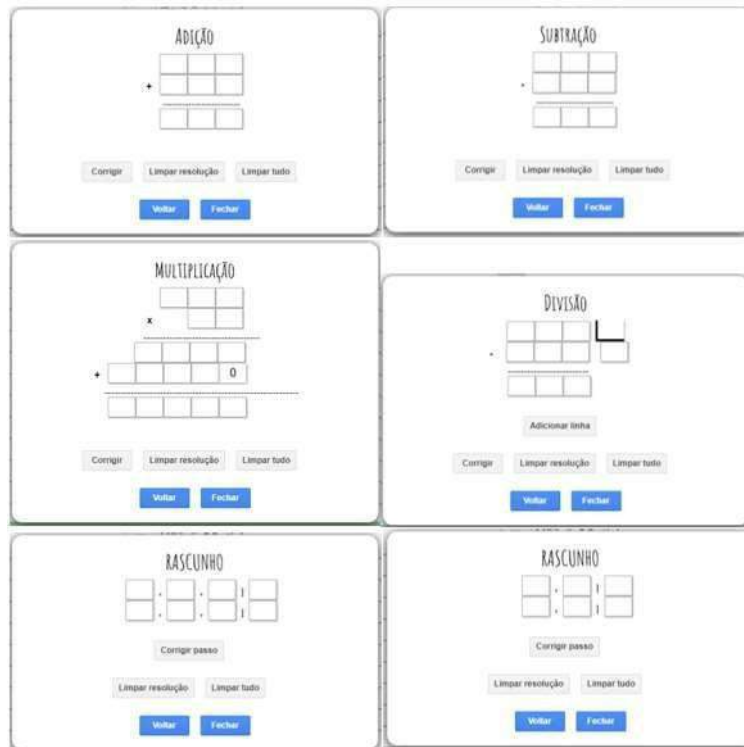 ADIÇÃO
+
Corrigir Limpar resolução Limpar tudo
Voltar Fechar
SUBTRAÇÃO
-
Corrigir Limpar resolução Limpar tudo
Voltar Fechar
MULTIPLICAÇÃO
x
+ 0
Corrigir Limpar resolução Limpar tudo
Voltar Fechar
DIVISÃO
-
Adicionar linha
Corrigir Limpar resolução Limpar tudo
Voltar Fechar
RASCUNHO
, , |
, , |
Corrigir passo
Limpar resolução Limpar tudo
Voltar Fechar
RASCUNHO
, |
, |
Corrigir passo
Limpar resolução Limpar tudo
Voltar Fechar